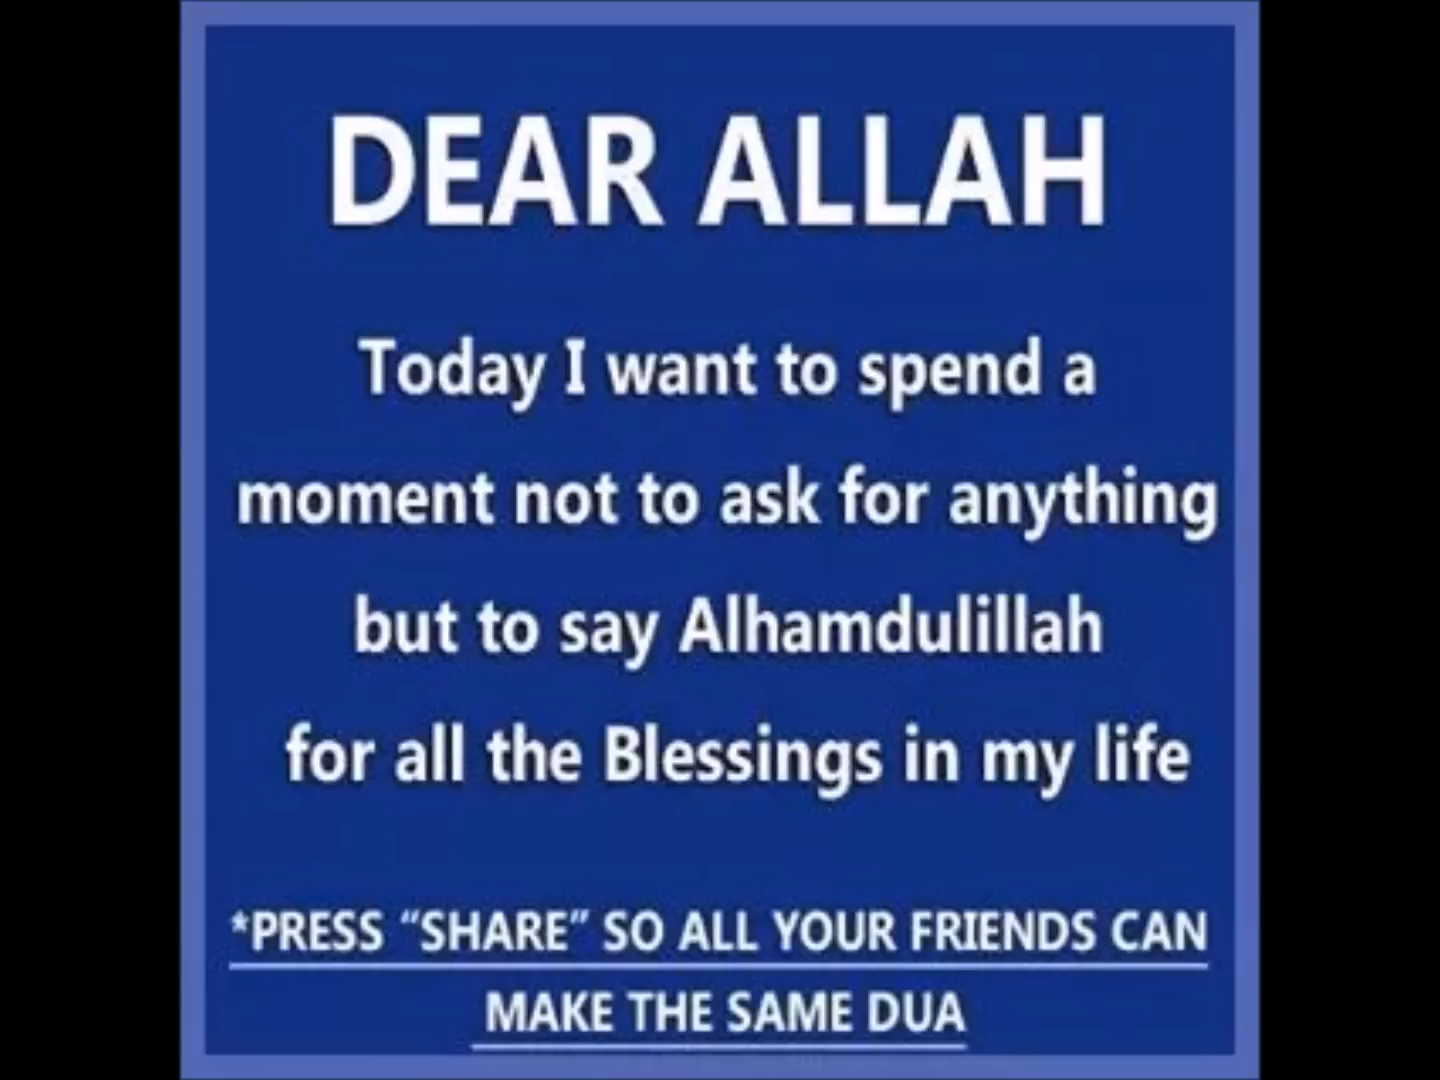 DEAR ALLAH
Today I want to spend a
moment not to ask for anything
but to say Alhamdulillah
for all the Blessings in my life
*PRESS “SHARE” SO ALL YOUR FRIENDS CAN
MAKE THE SAME DUA